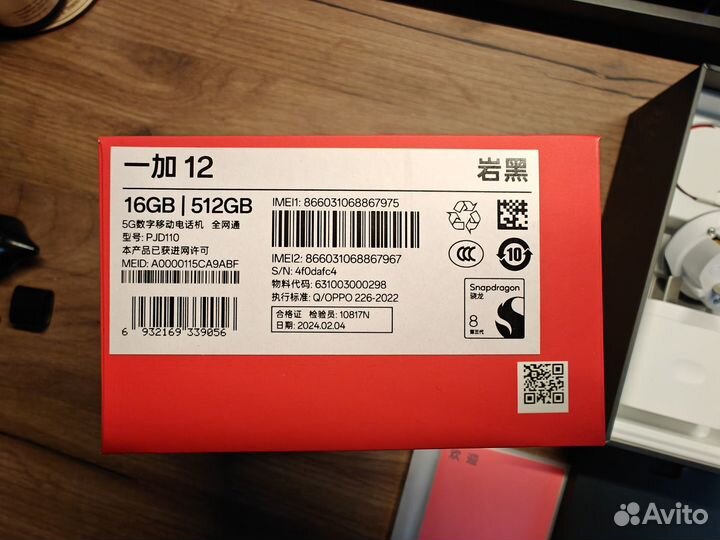 一加 12
岩黑
16GB | 512GB
5G数字移动电话机 全网通
型号: PJD110
本产品已获进网许可
MEID: A0000115CA9ABF
6 932169 339056
IMEI1: 866031068867975
IMEI2: 866031068867967
S/N: 4f0dafc4
物料代码: 631003000298
执行标准: Q/OPPO 226-2022
合格证 检验员: 10817N
日期: 2024.02.04
CCC
10
Snapdragon
骁龙
8
第三代
欢迎
Avito